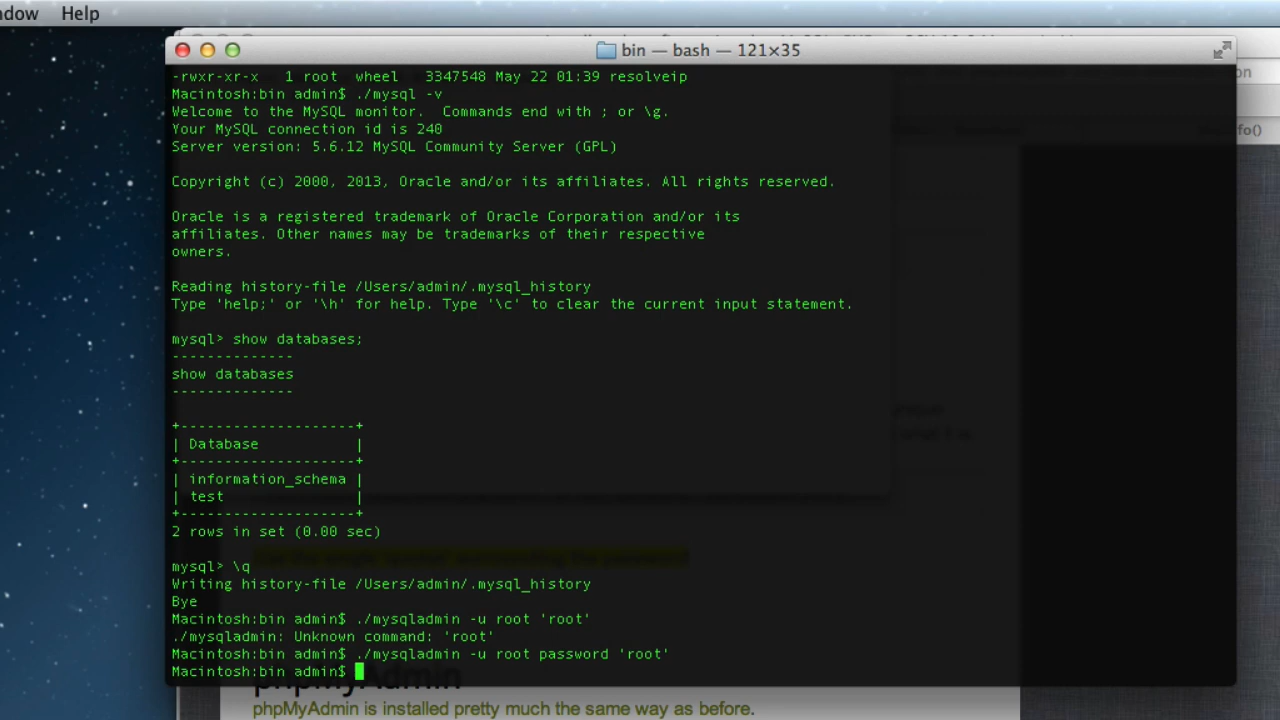 ndow Help
bin — bash — 121×35
-rwxr-xr-x   1 root  wheel   3347548 May 22 01:39 resolveip
Macintosh:bin admin$ ./mysql -v
Welcome to the MySQL monitor.  Commands end with ; or \g.
Your MySQL connection id is 240
Server version: 5.6.12 MySQL Community Server (GPL)
Copyright (c) 2000, 2013, Oracle and/or its affiliates. All rights reserved.
Oracle is a registered trademark of Oracle Corporation and/or its
affiliates. Other names may be trademarks of their respective
owners.
Reading history-file /Users/admin/.mysql_history
Type 'help;' or '\h' for help. Type '\c' to clear the current input statement.
mysql> show databases;
--------------
show databases
--------------
+--------------------+
| Database           |
+--------------------+
| information_schema |
| test               |
+--------------------+
2 rows in set (0.00 sec)
mysql> \q
Writing history-file /Users/admin/.mysql_history
Bye
Macintosh:bin admin$ ./mysqladmin -u root 'root'
./mysqladmin: Unknown command: 'root'
Macintosh:bin admin$ ./mysqladmin -u root password 'root'
Macintosh:bin admin$
phpMyAdmin
phpMyAdmin is installed pretty much the same way as before.